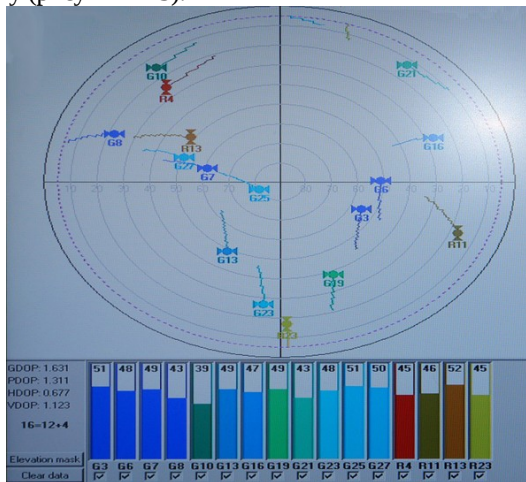 G10
G21
R4
G8
R13
G16
G27
G7
G6
G25
G3
R11
G13
G19
G23
R23
GDOP: 1.631
PDOP: 1.311
HDOP: 0.677
VDOP: 1.123
16=12+4
51 48 49 43 39 49 47 49 43 48 51 50 45 46 52 45
Elevation mask
G3 G6 G7 G8 G10 G13 G16 G19 G21 G23 G25 G27 R4 R11 R13 R23
Clear data